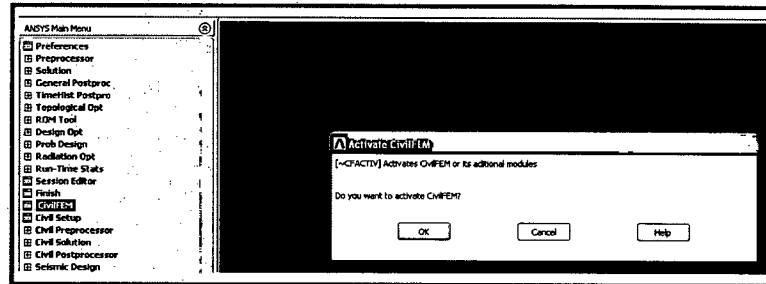 ANSYS Main Menu
Preferences
Preprocessor
Solution
General Postproc
TimeHist Postpro
Topological Opt
ROM Tool
Design Opt
Prob Design
Radiation Opt
Run-Time Stats
Session Editor
Finish
CivilFEM
Civil Setup
Civil Preprocessor
Civil Solution
Civil Postprocessor
Seismic Design
Activate CivilFEM
[~CFACTIV] Activates CivilFEM or its aditional modules
Do you want to activate CivilFEM?
OK Cancel Help